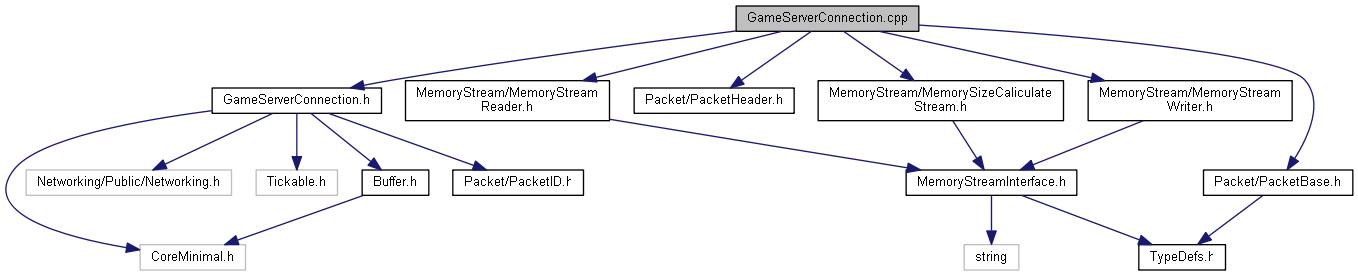 GameServerConnection.cpp
GameServerConnection.h
MemoryStream/MemoryStream
Reader.h
Packet/PacketHeader.h
MemoryStream/MemorySizeCaliculate
Stream.h
MemoryStream/MemoryStream
Writer.h
Networking/Public/Networking.h
Tickable.h
Buffer.h
Packet/PacketID.h
MemoryStreamInterface.h
Packet/PacketBase.h
CoreMinimal.h
string
TypeDefs.h